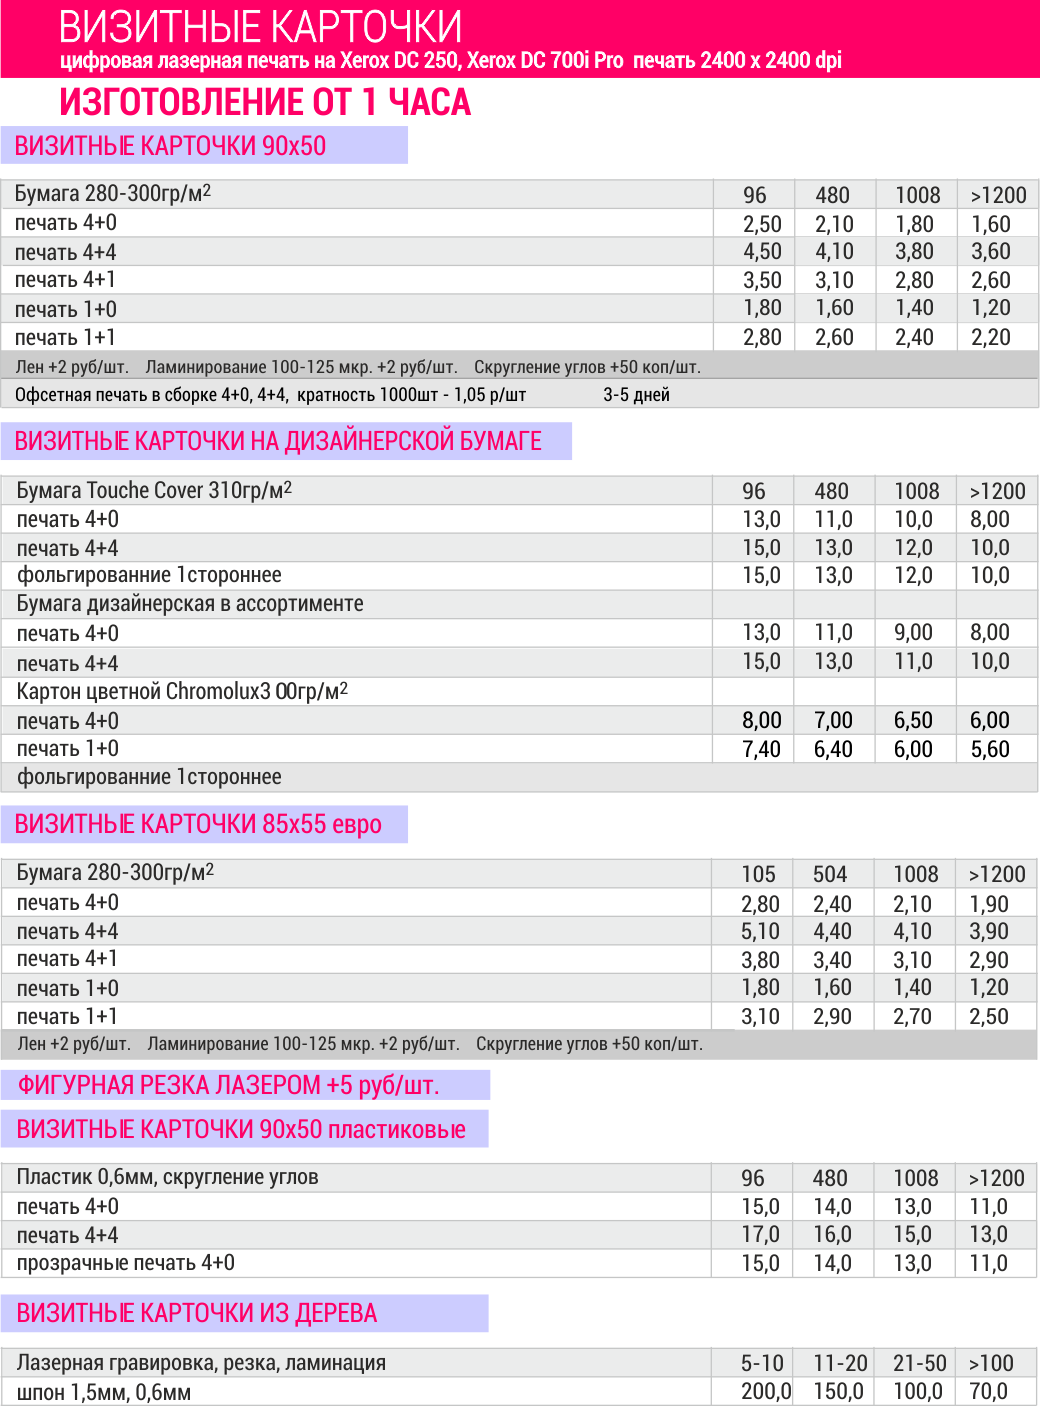 ВИЗИТНЫЕ КАРТОЧКИ
цифровая лазерная печать на Xerox DC 250, Xerox DC 700i Pro печать 2400 x 2400 dpi
ИЗГОТОВЛЕНИЕ ОТ 1 ЧАСА
ВИЗИТНЫЕ КАРТОЧКИ 90x50
Бумага 280-300гр/м2 96 480 1008 >1200
печать 4+0 2,50 2,10 1,80 1,60
печать 4+4 4,50 4,10 3,80 3,60
печать 4+1 3,50 3,10 2,80 2,60
печать 1+0 1,80 1,60 1,40 1,20
печать 1+1 2,80 2,60 2,40 2,20
Лен +2 руб/шт. Ламинирование 100-125 мкр. +2 руб/шт. Скругление углов +50 коп/шт.
Офсетная печать в сборке 4+0, 4+4, кратность 1000шт - 1,05 р/шт 3-5 дней
ВИЗИТНЫЕ КАРТОЧКИ НА ДИЗАЙНЕРСКОЙ БУМАГЕ
Бумага Touche Cover 310гр/м2 96 480 1008 >1200
печать 4+0 13,0 11,0 10,0 8,00
печать 4+4 15,0 13,0 12,0 10,0
фольгированние 1стороннее 15,0 13,0 12,0 10,0
Бумага дизайнерская в ассортименте
печать 4+0 13,0 11,0 9,00 8,00
печать 4+4 15,0 13,0 11,0 10,0
Картон цветной Chromolux3 00гр/м2
печать 4+0 8,00 7,00 6,50 6,00
печать 1+0 7,40 6,40 6,00 5,60
фольгированние 1стороннее
ВИЗИТНЫЕ КАРТОЧКИ 85x55 евро
Бумага 280-300гр/м2 105 504 1008 >1200
печать 4+0 2,80 2,40 2,10 1,90
печать 4+4 5,10 4,40 4,10 3,90
печать 4+1 3,80 3,40 3,10 2,90
печать 1+0 1,80 1,60 1,40 1,20
печать 1+1 3,10 2,90 2,70 2,50
Лен +2 руб/шт. Ламинирование 100-125 мкр. +2 руб/шт. Скругление углов +50 коп/шт.
ФИГУРНАЯ РЕЗКА ЛАЗЕРОМ +5 руб/шт.
ВИЗИТНЫЕ КАРТОЧКИ 90x50 пластиковые
Пластик 0,6мм, скругление углов 96 480 1008 >1200
печать 4+0 15,0 14,0 13,0 11,0
печать 4+4 17,0 16,0 15,0 13,0
прозрачные печать 4+0 15,0 14,0 13,0 11,0
ВИЗИТНЫЕ КАРТОЧКИ ИЗ ДЕРЕВА
Лазерная гравировка, резка, ламинация 5-10 11-20 21-50 >100
шпон 1,5мм, 0,6мм 200,0 150,0 100,0 70,0